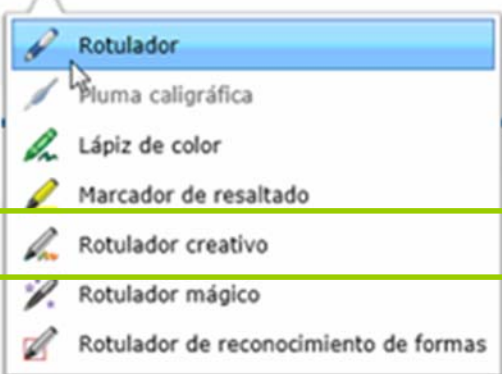 Rotulador
Pluma caligráfica
Lápiz de color
Marcador de resaltado
Rotulador creativo
Rotulador mágico
Rotulador de reconocimiento de formas